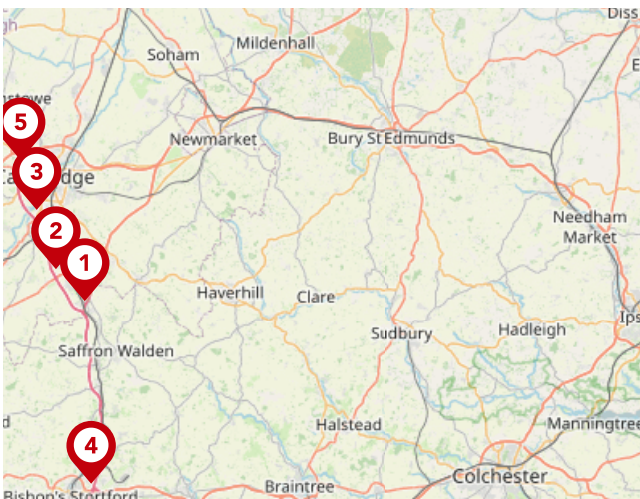 Diss
Mildenhall
Soham
5
Newmarket
Bury St Edmunds
3
2
Needham
Market
1
Haverhill
Clare
Sudbury
Hadleigh
Saffron Walden
Halstead
Manningtree
4
Braintree
Colchester
Bishop's Stortford